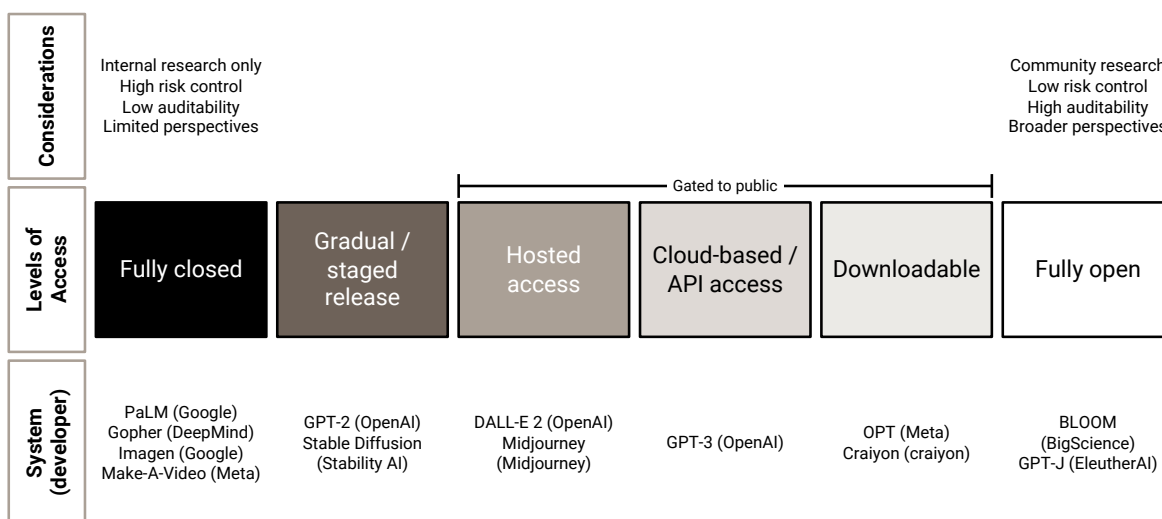 Considerations
Internal research only
High risk control
Low auditability
Limited perspectives
Community research
Low risk control
High auditability
Broader perspectives
Gated to public
Levels of
Access
Fully closed
Gradual /
staged
release
Hosted
access
Cloud-based /
API access
Downloadable
Fully open
System
(developer)
PaLM (Google)
Gopher (DeepMind)
Imagen (Google)
Make-A-Video (Meta)
GPT-2 (OpenAI)
Stable Diffusion
(Stability AI)
DALL-E 2 (OpenAI)
Midjourney
(Midjourney)
GPT-3 (OpenAI)
OPT (Meta)
Craiyon (craiyon)
BLOOM
(BigScience)
GPT-J (EleutherAI)